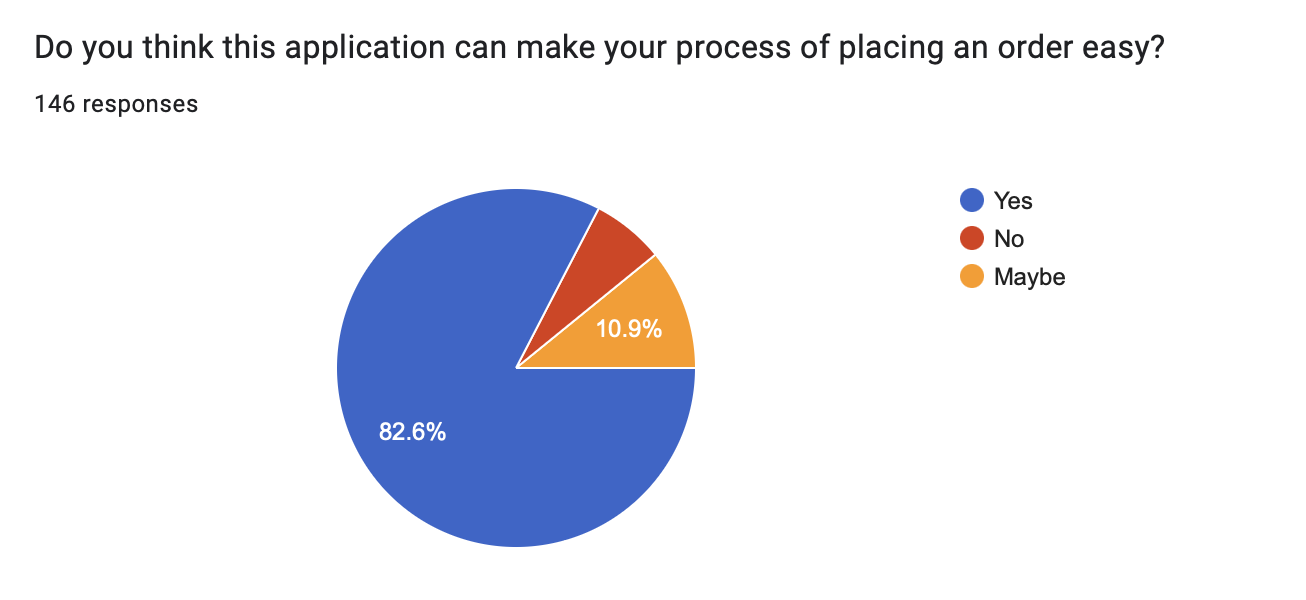 Do you think this application can make your process of placing an order easy?
146 responses
Yes
No
Maybe
10.9%
82.6%